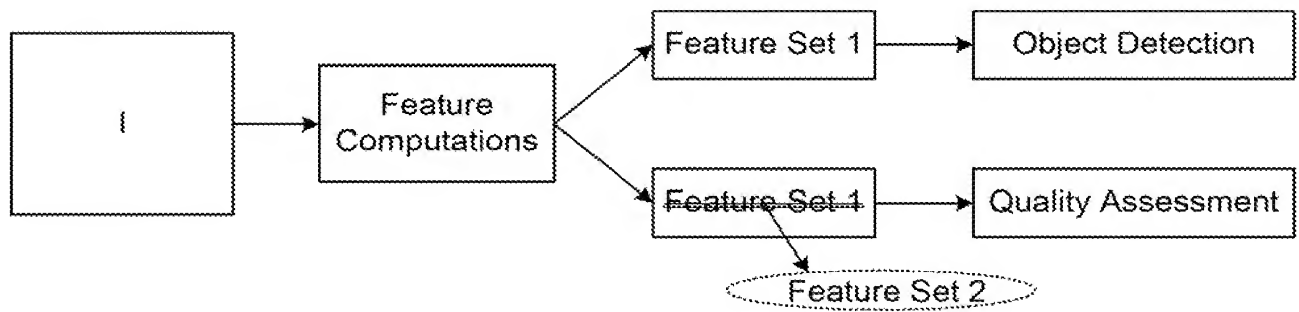 Feature Set 1
Object Detection
I
Feature
Computations
Feature Set 1
Quality Assessment
Feature Set 2